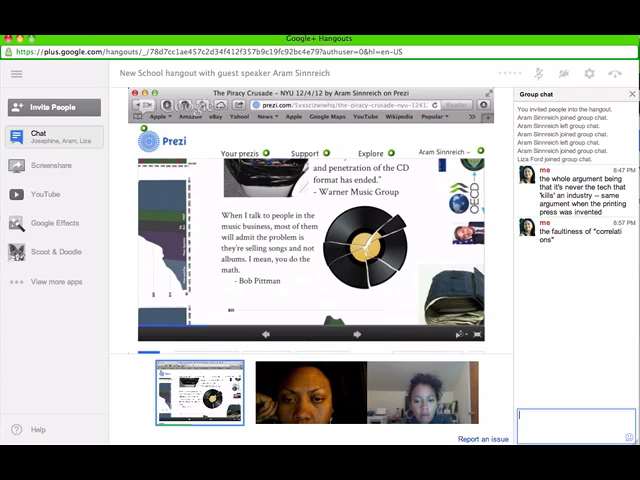 Google+ Hangouts
https://plus.google.com/hangouts/_/78d7cc1ae457c2d34f412f357b9c19fc92bc4e79?authuser=0&hl=en-US
New School hangout with guest speaker Aram Sinnreich
Invite People
Chat
Josephine, Aram, Liza
Screenshare
YouTube
Google Effects
Scoot & Doodle
View more apps
Help
The Piracy Crusade – NYU 12/4/12 by Aram Sinnreich on Prezi
Reader
Apple Yahoo! Google Maps YouTube Wikipedia Popular
Prezi
Your prezis Support Explore Aram Sinnreich
and penetration of the CD
format has ended."
- Warner Music Group
When I talk to people in the
music business, most of them
will admit the problem is
they're selling songs and not
albums. I mean, you do the
math.
- Bob Pittman
OECD
Report an issue
Group chat
You invited people into the hangout.
Aram Sinnreich joined group chat.
Aram Sinnreich joined group chat.
Aram Sinnreich joined group chat.
Aram Sinnreich joined group chat.
Aram Sinnreich joined group chat.
Liza Ford joined group chat.
me 8:47 PM
the whole argument being
that it's never the tech that
'kills' an industry -- same
argument when the printing
press was invented
me 8:57 PM
the faultiness of "correlati
ons"